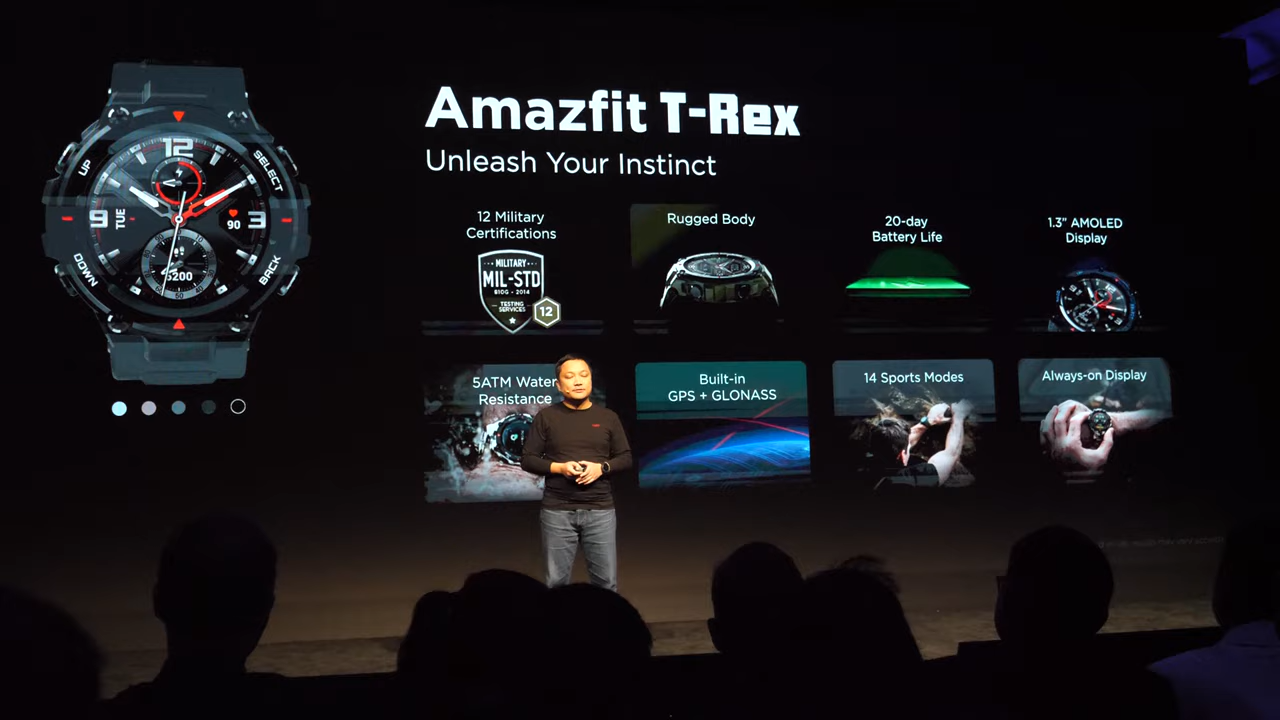 Amazfit T-Rex
Unleash Your Instinct
12 Military
Certifications
MILITARY
MIL-STD
810G - 2014
TESTING
SERVICES
12
Rugged Body
20-day
Battery Life
1.3” AMOLED
Display
5ATM Water
Resistance
Built-in
GPS + GLONASS
14 Sports Modes
Always-on Display
UP
SELECT
DOWN
BACK
12
9
TUE
90
3